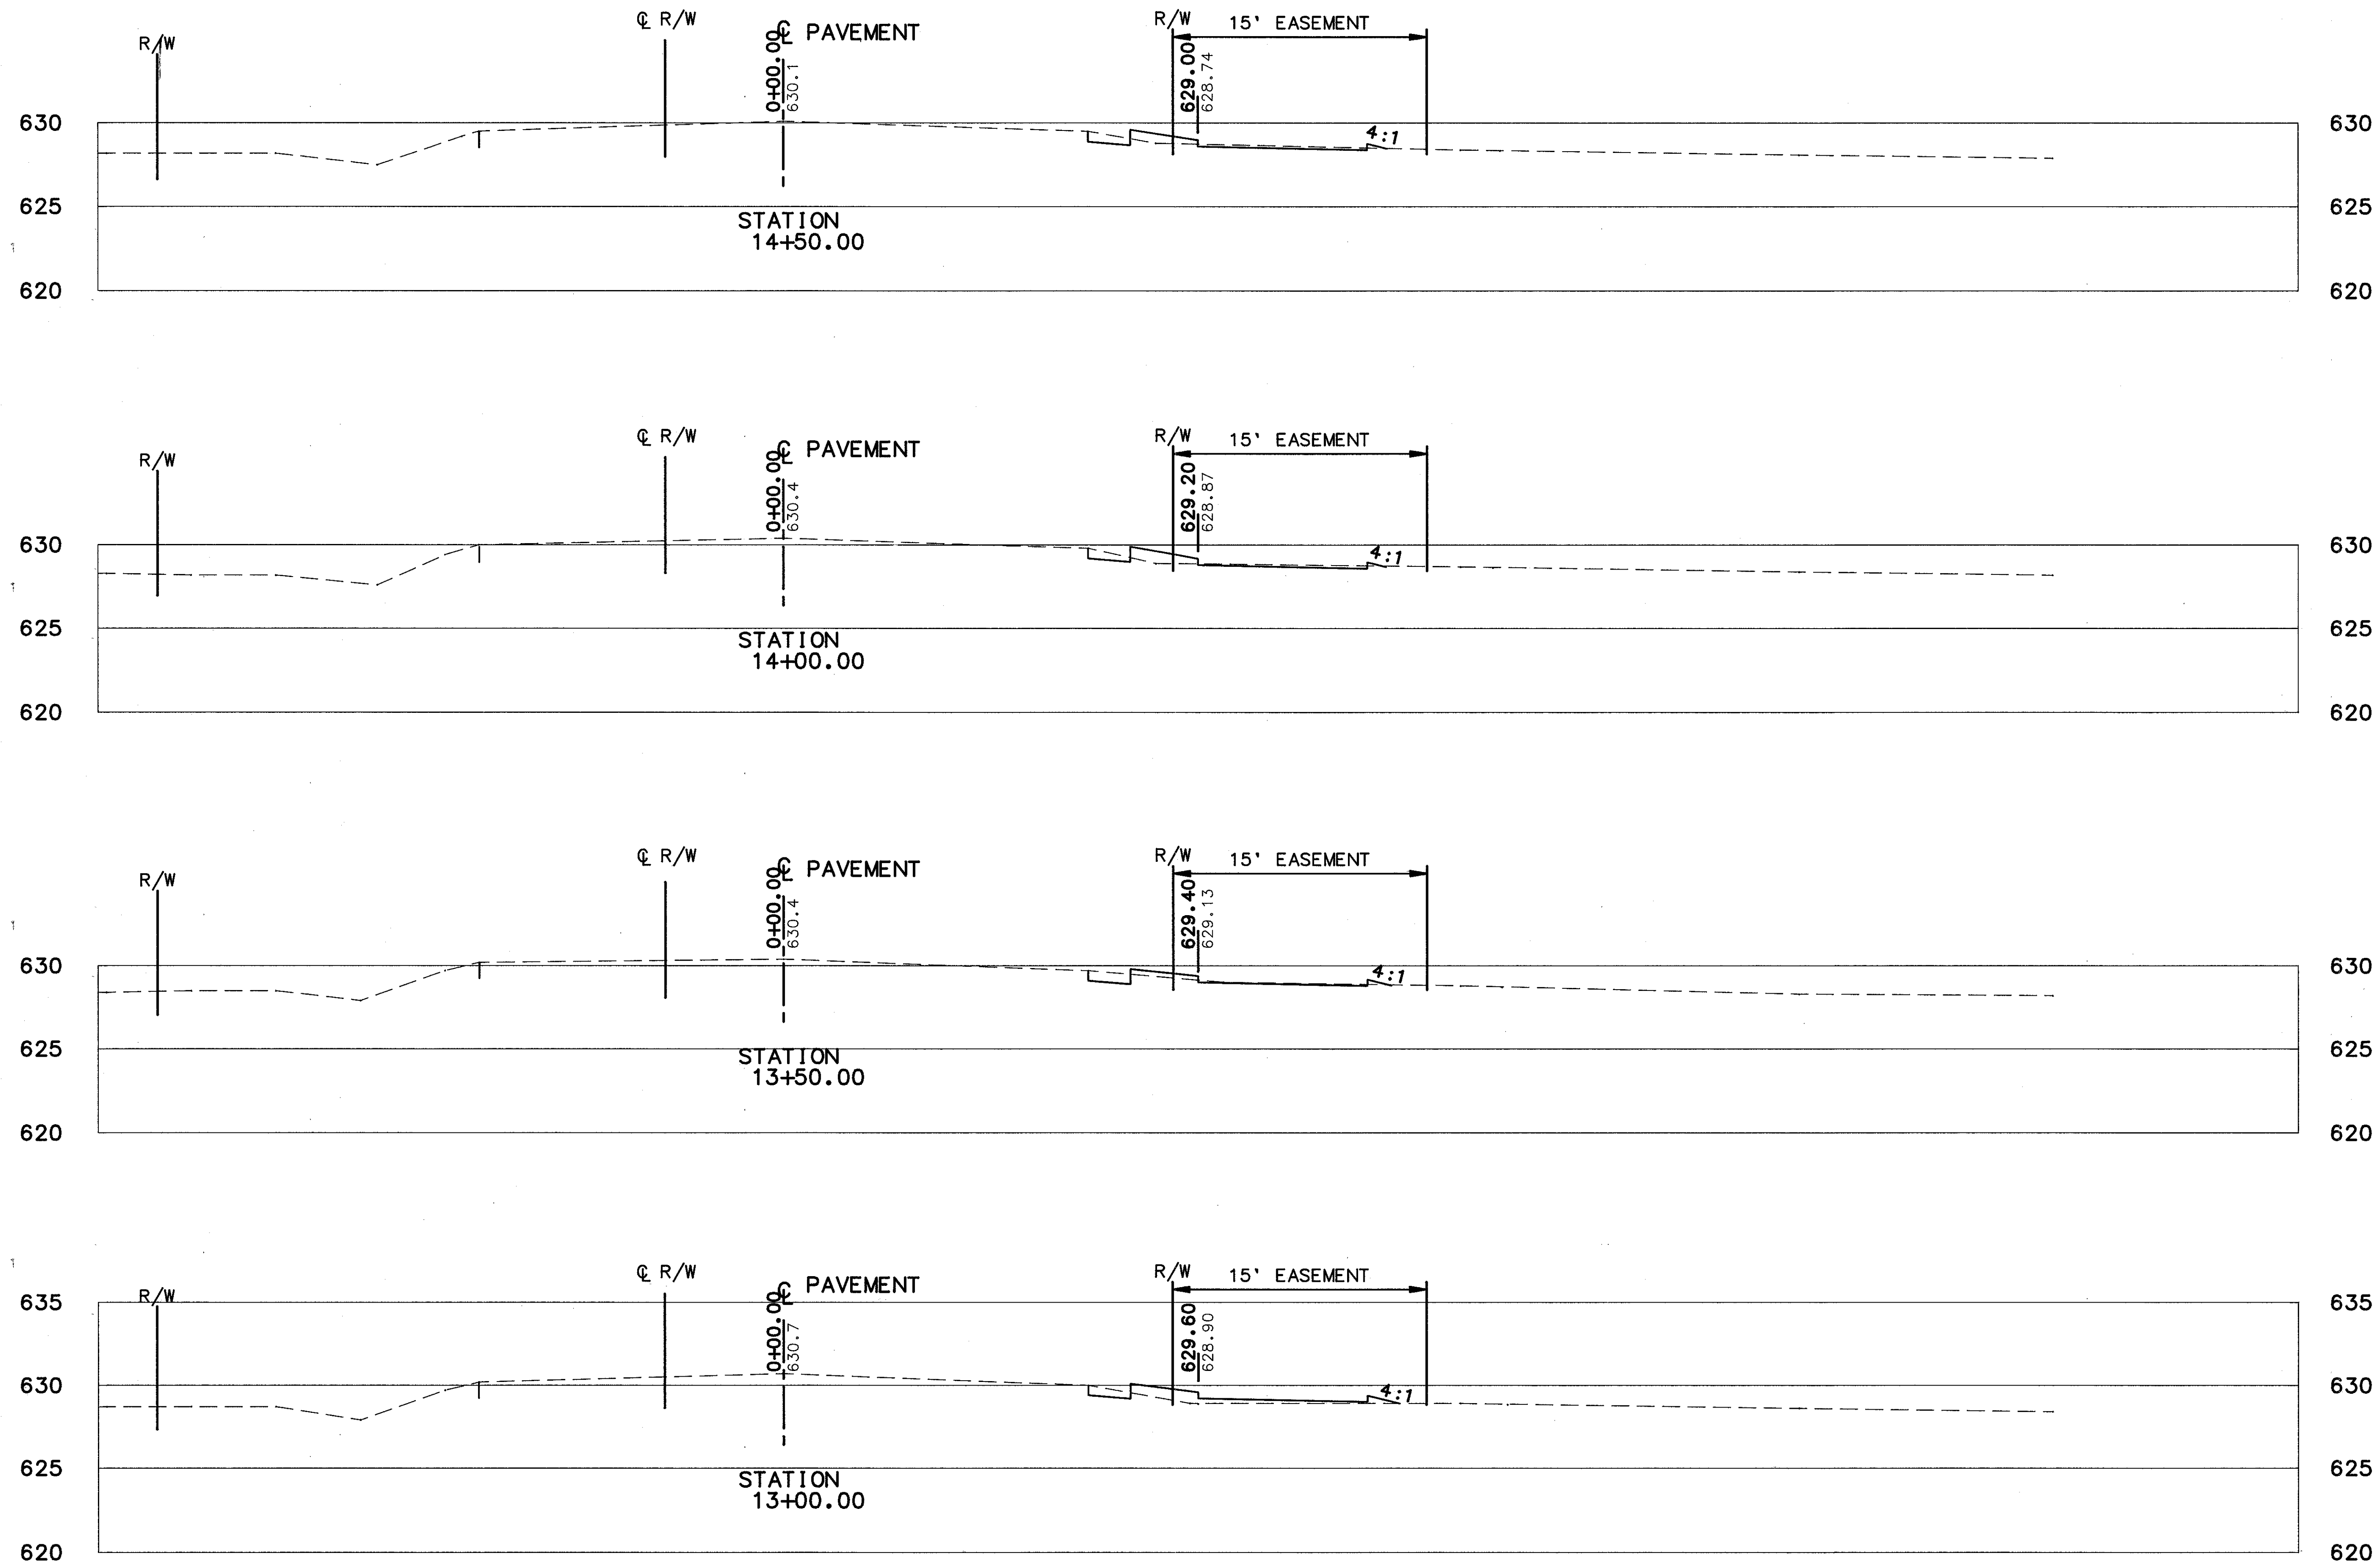 ℄ R/W
R/W 15' EASEMENT
℄ PAVEMENT
R/W
0+00.00
630.1
629.00
628.74
630 630
4:1
625 625
STATION
14+50.00
620 620
℄ R/W
R/W 15' EASEMENT
℄ PAVEMENT
R/W
0+00.00
630.4
629.20
628.87
630 630
4:1
625 625
STATION
14+00.00
620 620
℄ R/W
R/W 15' EASEMENT
℄ PAVEMENT
R/W
0+00.00
630.4
629.40
629.13
630 630
4:1
625 625
STATION
13+50.00
620 620
℄ R/W
R/W 15' EASEMENT
℄ PAVEMENT
R/W
635 635
0+00.00
630.7
629.60
628.90
630 630
4:1
625 625
STATION
13+00.00
620 620